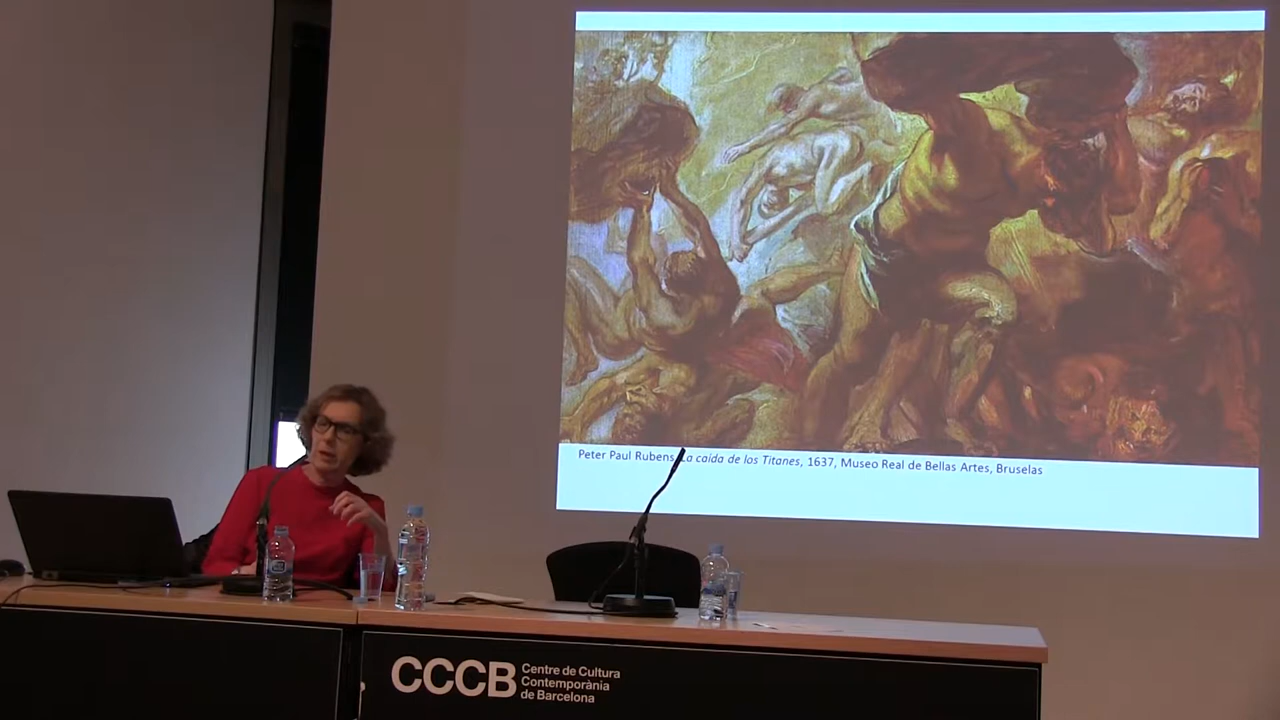 Peter Paul Rubens, La caída de los Titanes, 1637, Museo Real de Bellas Artes, Bruselas
CCCB
Centre de Cultura
Contemporània
de Barcelona